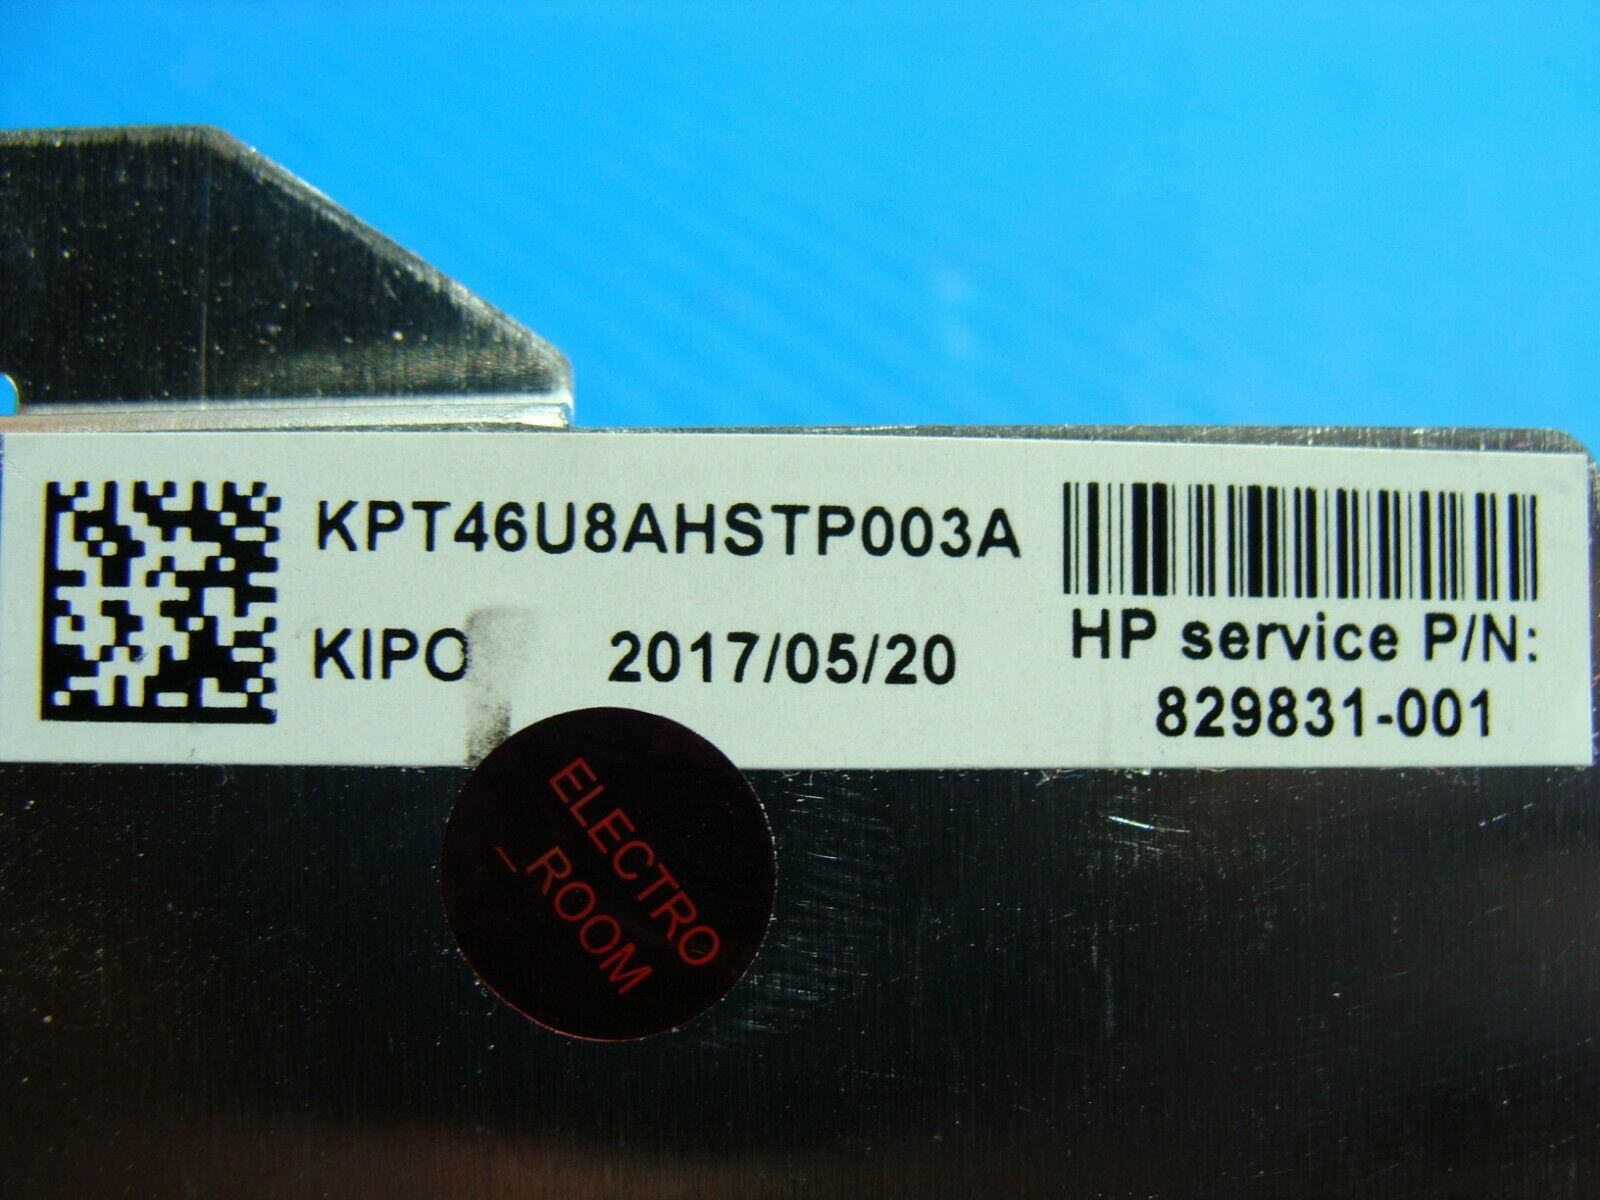 KPT46U8AHSTP003A
KIPO 2017/05/20
HP service P/N:
829831-001
ELECTRO
_ROOM